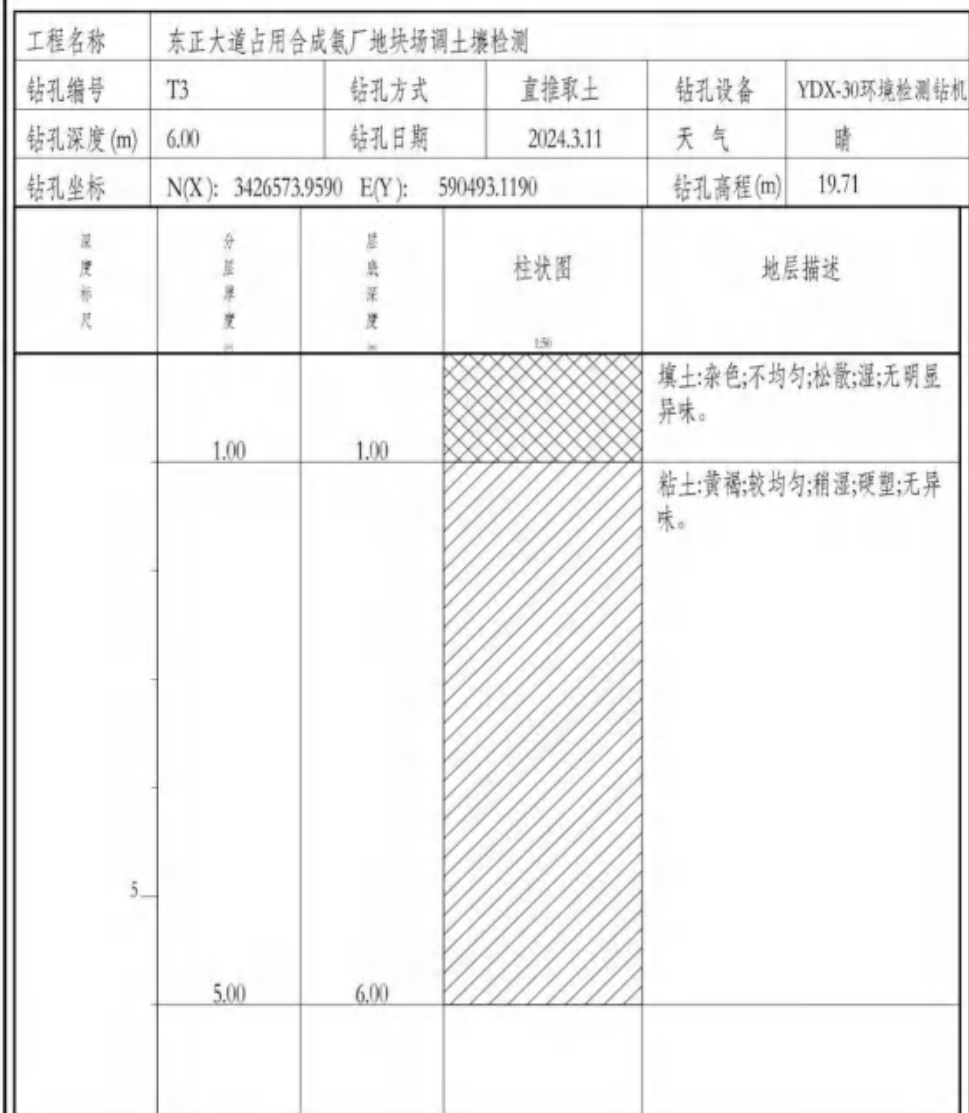 工程名称 东正大道占用合成氨厂地块场调土壤检测
钻孔编号 T3 钻孔方式 直推取土 钻孔设备 YDX-30环境检测钻机
钻孔深度(m) 6.00 钻孔日期 2024.3.11 天 气 晴
钻孔坐标 N(X): 3426573.9590 E(Y): 590493.1190 钻孔高程(m) 19.71
深度标尺 分层厚度 层底深度 柱状图 地层描述
1:50
填土:杂色;不均匀;松散;湿;无明显
异味。
1.00 1.00
粘土:黄褐;较均匀;稍湿;硬塑;无异
味。
5
5.00 6.00